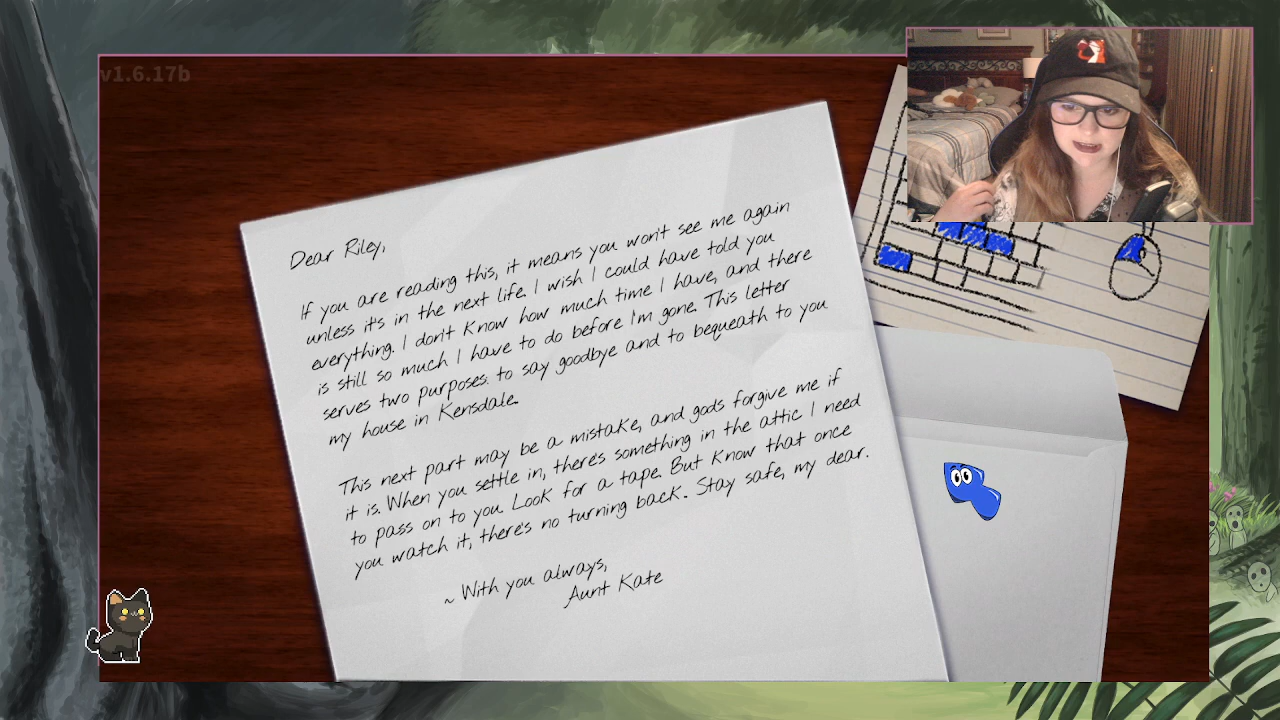 v1.6.17b
Dear Riley,
If you are reading this, it means you won't see me again
unless it's in the next life. I wish I could have told you
everything. I don't know how much time I have, and there
is still so much I have to do before I'm gone. This letter
serves two purposes. to say goodbye and to bequeath to you
my house in Kensdale.
This next part may be a mistake, and gods forgive me if
it is. When you settle in, there's something in the attic I need
to pass on to you. Look for a tape. But know that once
you watch it, there's no turning back. Stay safe, my dear.
~ With you always,
Aunt Kate